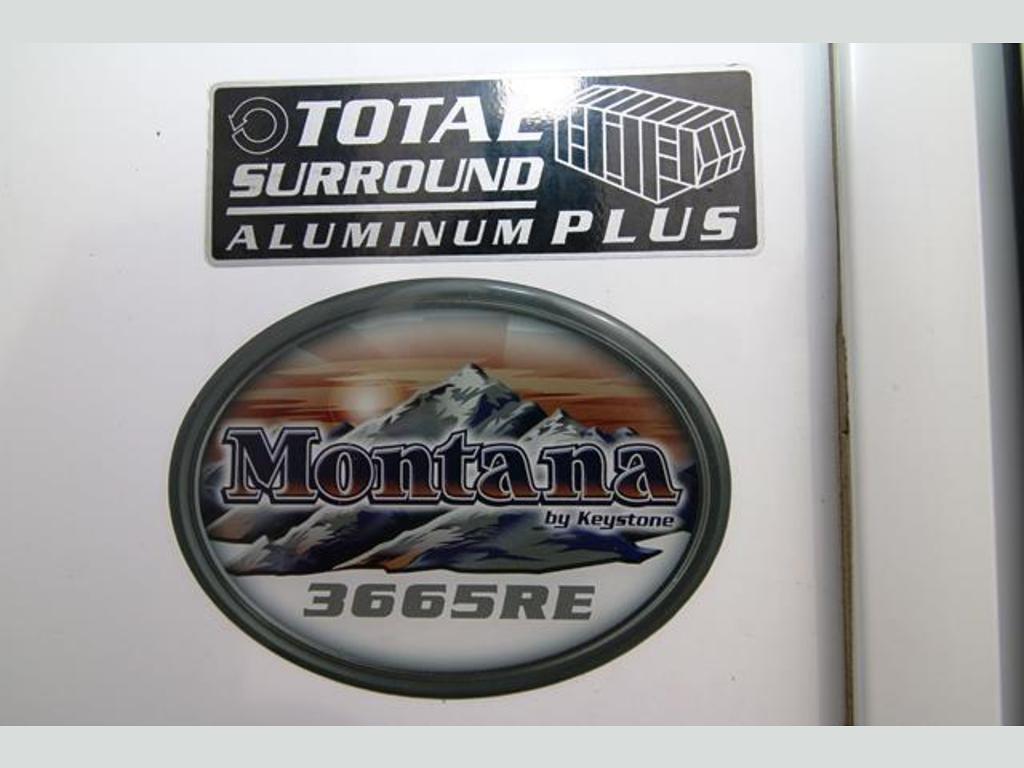 TOTAL
SURROUND
ALUMINUM PLUS
Montana
by Keystone
3665RE